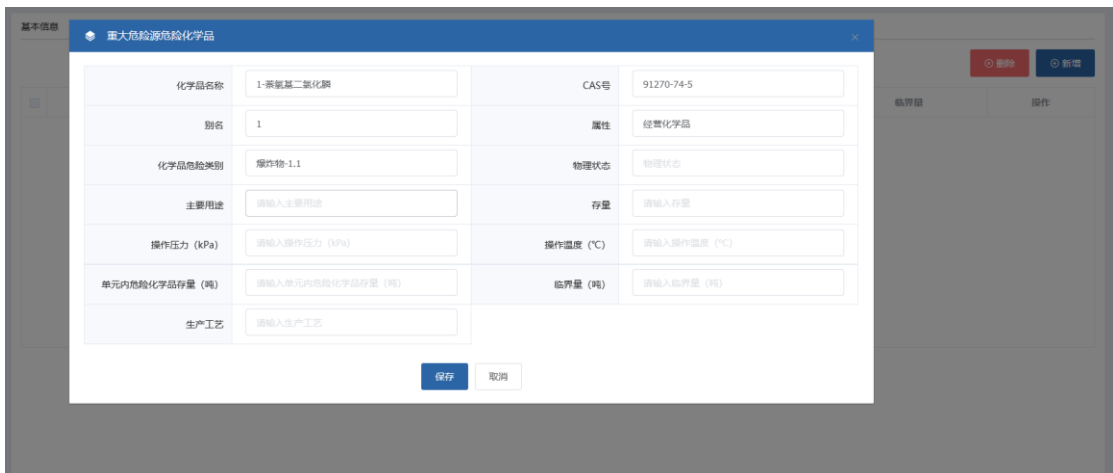 基本信息
重大危险源危险化学品
×
删除
新增
临界量
操作
化学品名称 1-萘氨基二氯化膦 CAS号 91270-74-5
别名 1 属性 经营化学品
化学品危险类别 爆炸物-1.1 物理状态 物理状态
主要用途 请输入主要用途 存量 请输入存量
操作压力 (kPa) 请输入操作压力 (kPa) 操作温度 (℃) 请输入操作温度 (℃)
单元内危险化学品存量 (吨) 请输入单元内危险化学品存量 (吨) 临界量 (吨) 请输入临界量 (吨)
生产工艺 请输入生产工艺
保存 取消